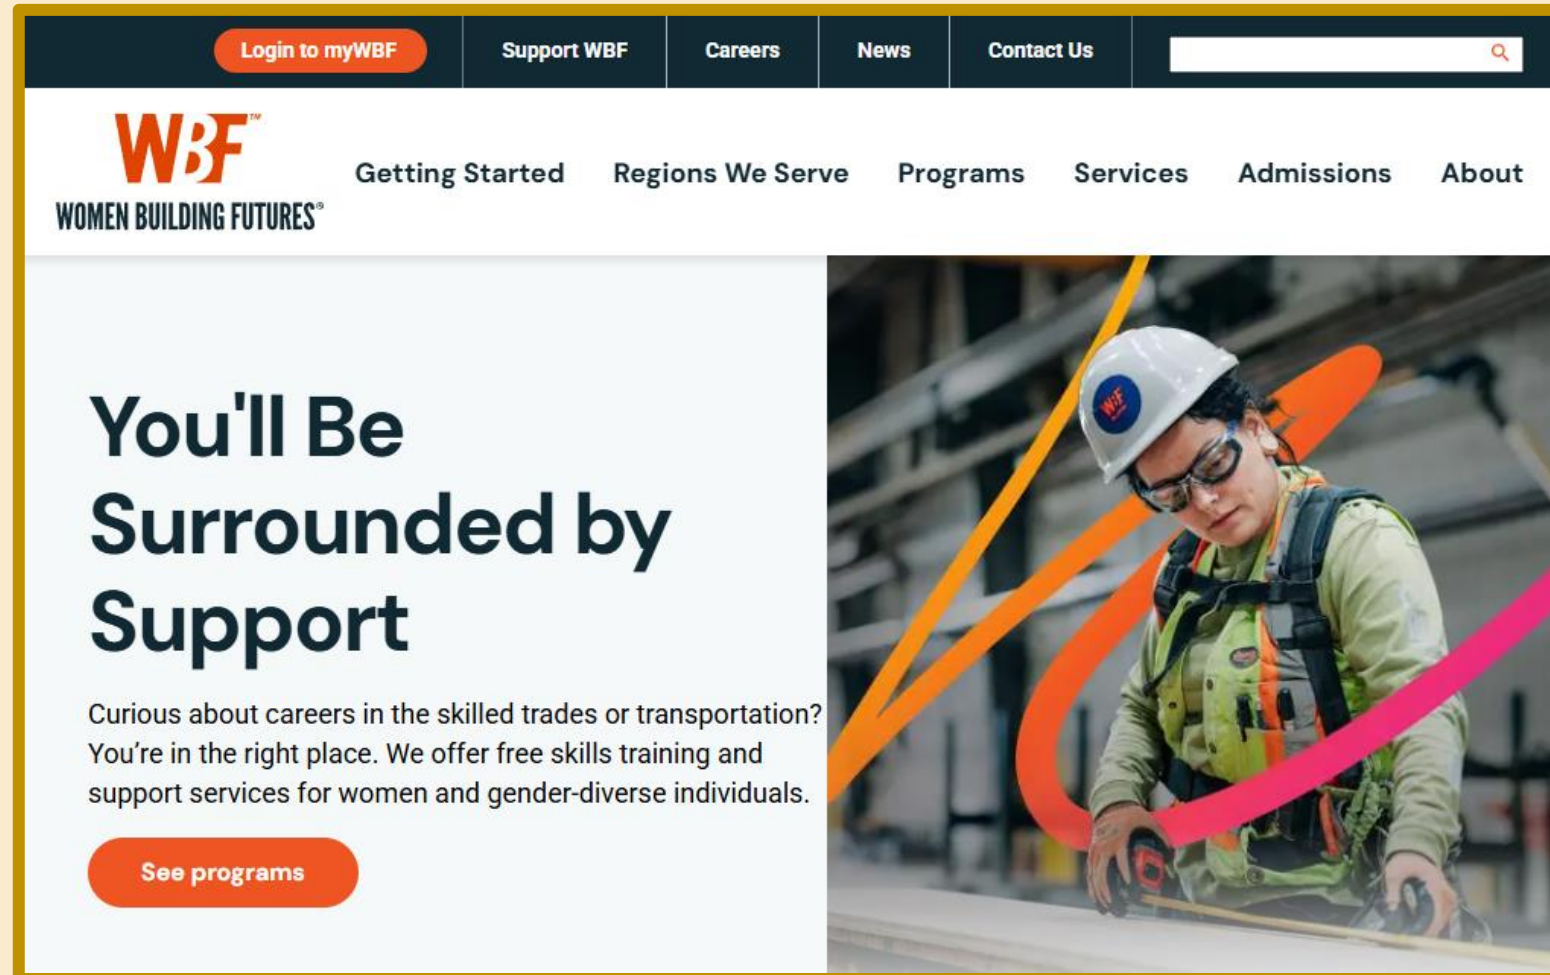 Login to myWBF
Support WBF
Careers
News
Contact Us
WBF™
WOMEN BUILDING FUTURES®
Getting Started
Regions We Serve
Programs
Services
Admissions
About
You'll Be
Surrounded by
Support
Curious about careers in the skilled trades or transportation?
You’re in the right place. We offer free skills training and
support services for women and gender-diverse individuals.
See programs
WBF